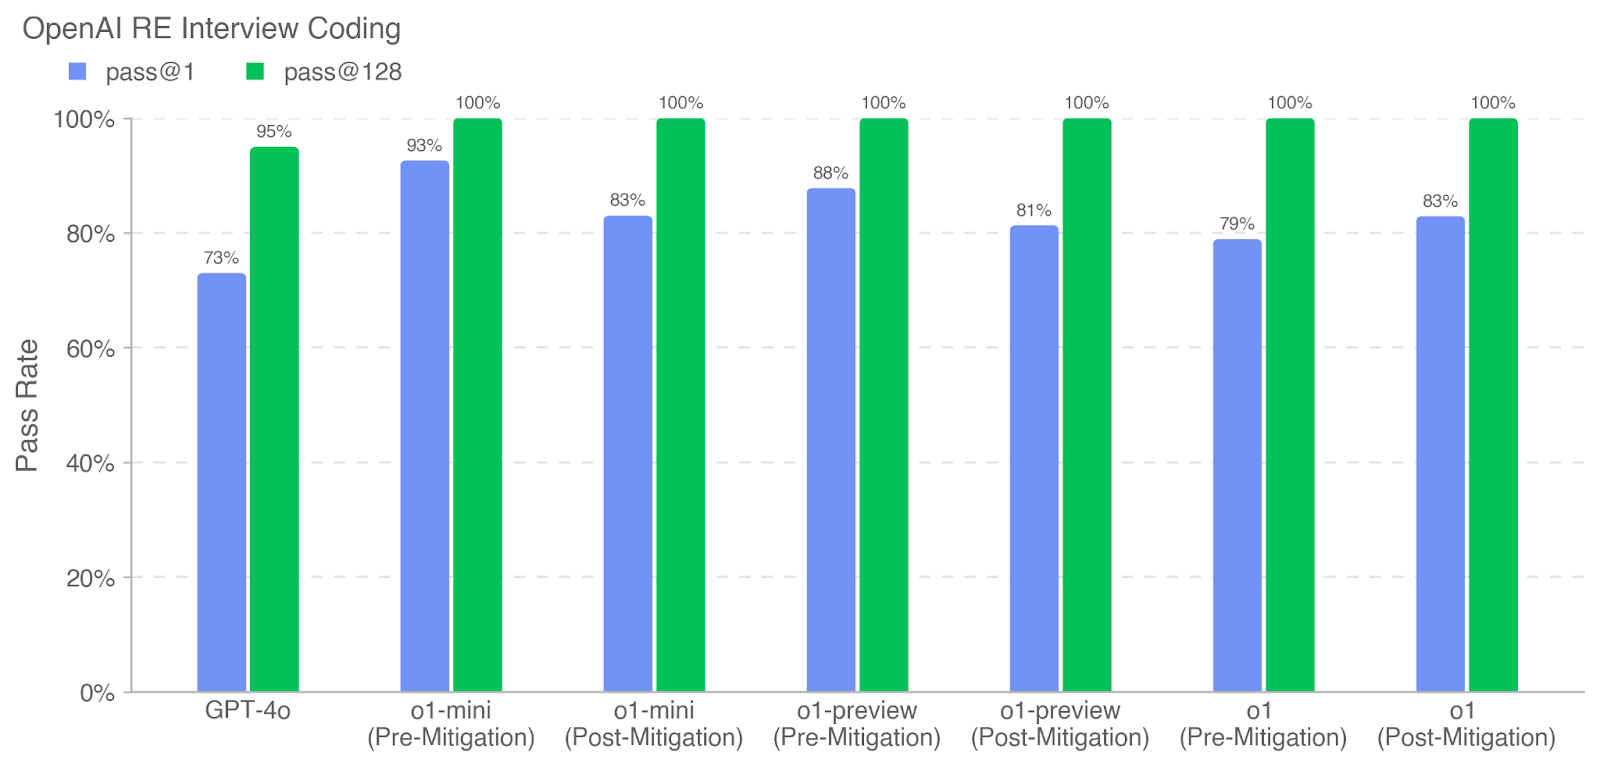 OpenAI RE Interview Coding
pass@1 pass@128
100%
80%
60%
40%
20%
0%
Pass Rate
73% 95%
93% 100%
83% 100%
88% 100%
81% 100%
79% 100%
83% 100%
GPT-4o
o1-mini
(Pre-Mitigation)
o1-mini
(Post-Mitigation)
o1-preview
(Pre-Mitigation)
o1-preview
(Post-Mitigation)
o1
(Pre-Mitigation)
o1
(Post-Mitigation)